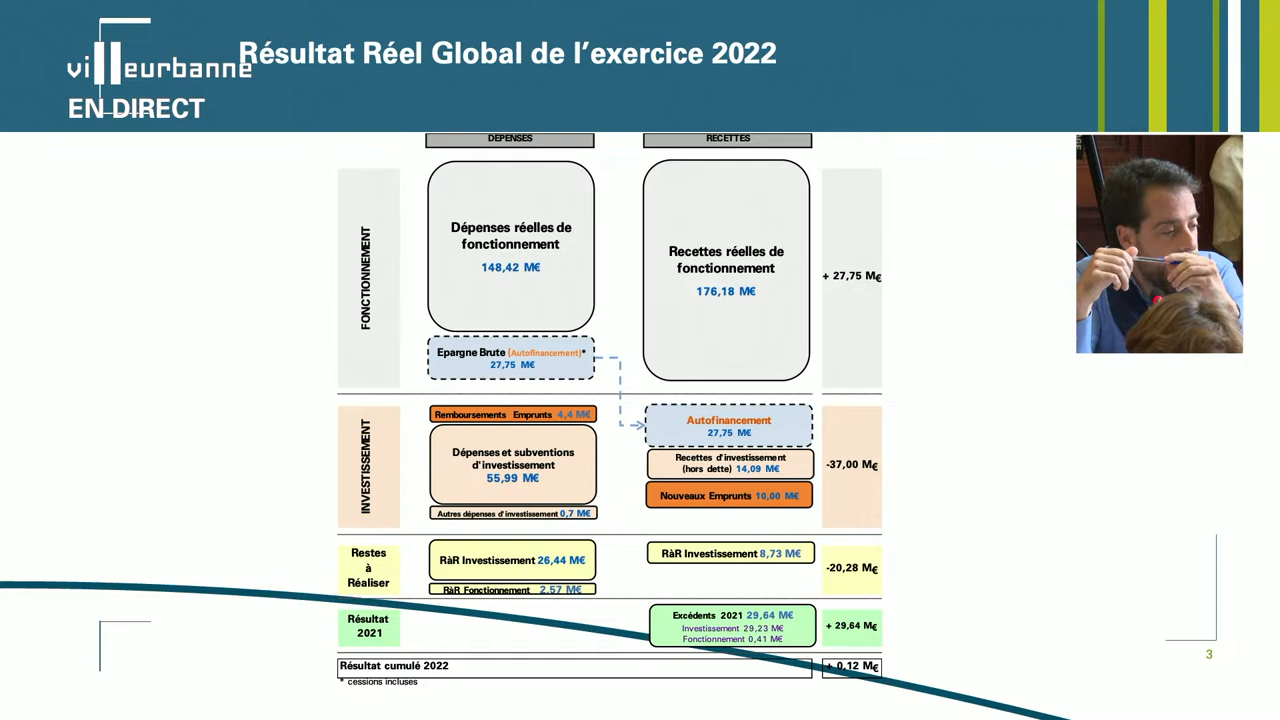 villeurbanne
Résultat Réel Global de l’exercice 2022
EN DIRECT
DEPENSES
RECETTES
FONCTIONNEMENT
Dépenses réelles de
fonctionnement
148,42 M€
Recettes réelles de
fonctionnement
176,18 M€
+ 27,75 M€
Epargne Brute (Autofinancement)*
27,75 M€
INVESTISSEMENT
Remboursements Emprunts 4,4 M€
Dépenses et subventions
d'investissement
55,99 M€
Autres dépenses d'investissement 0,7 M€
Autofinancement
27,75 M€
Recettes d'investissement
(hors dette) 14,09 M€
Nouveaux Emprunts 10,00 M€
-37,00 M€
Restes
à
Réaliser
RàR Investissement 26,44 M€
RàR Fonctionnement 2,57 M€
RàR Investissement 8,73 M€
-20,28 M€
Résultat
2021
Excédents 2021 29,64 M€
Investissement 29,23 M€
Fonctionnement 0,41 M€
+ 29,64 M€
Résultat cumulé 2022
+ 0,12 M€
* cessions incluses
3